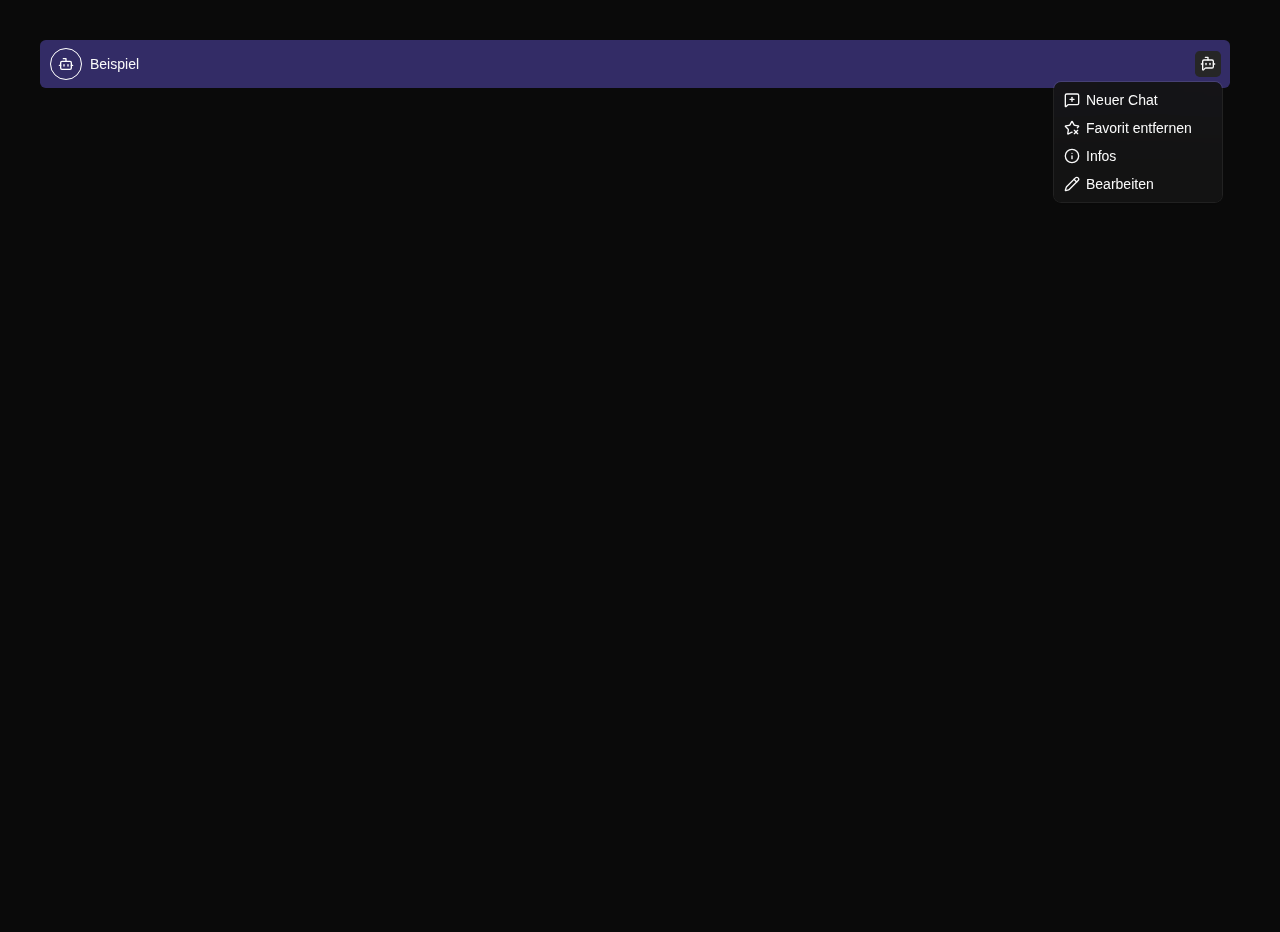 Beispiel
Neuer Chat
Favorit entfernen
Infos
Bearbeiten